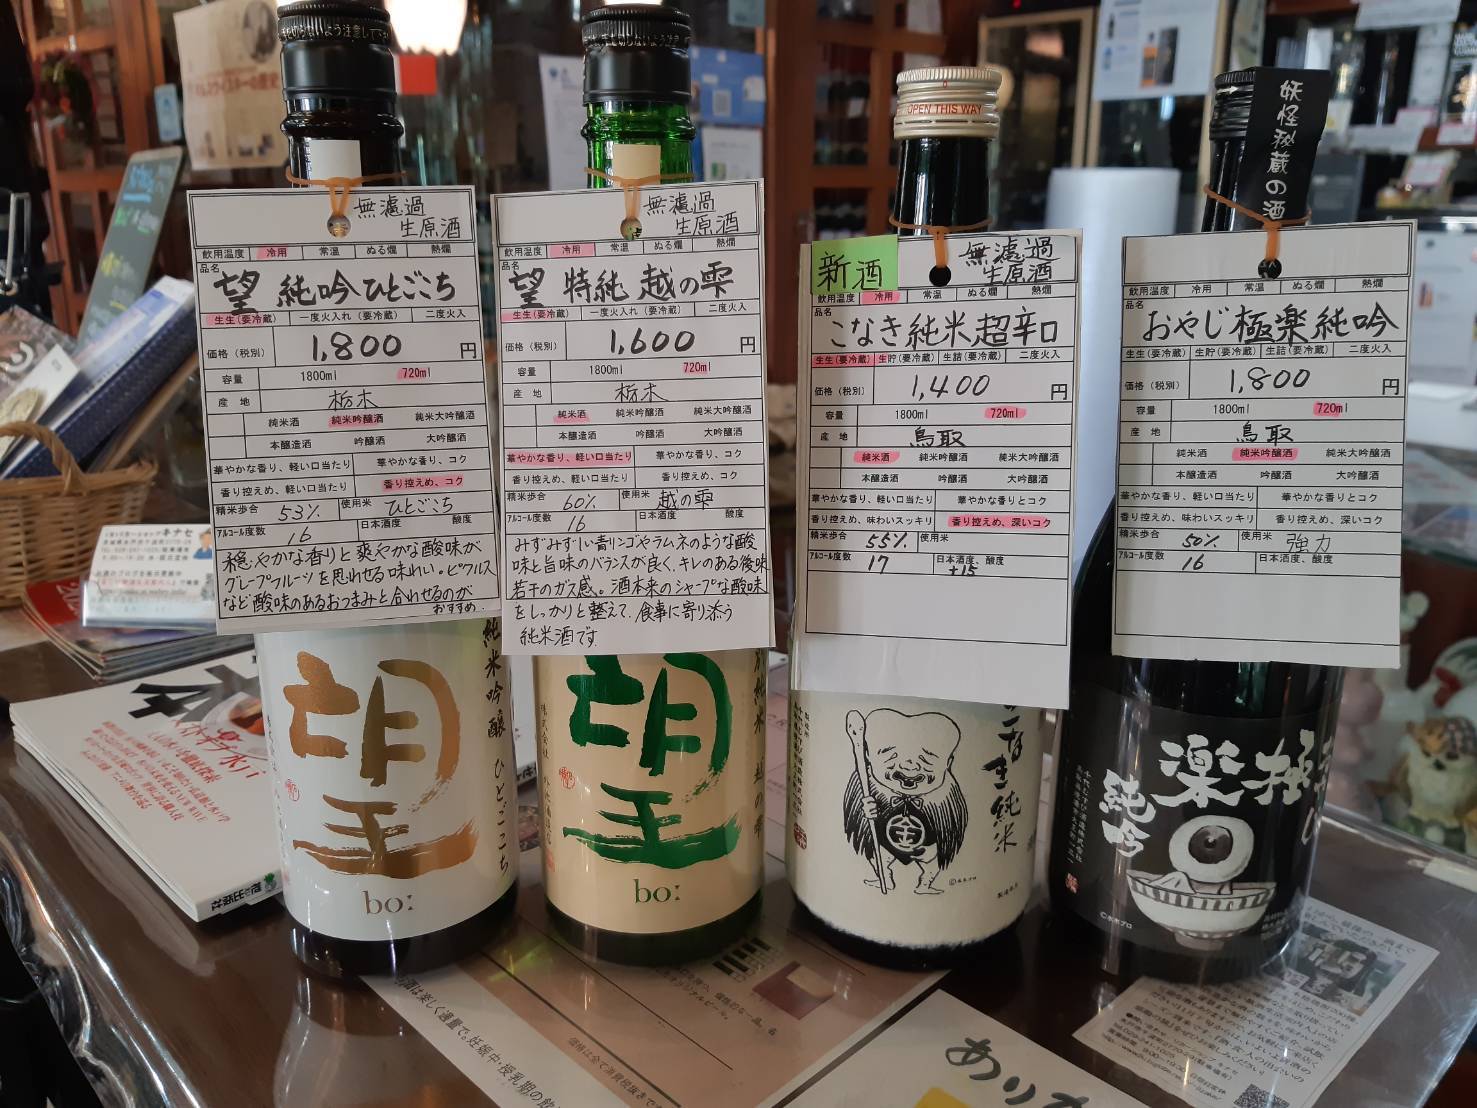 無濾過
生原酒
飲用温度 冷用 常温 ぬる燗 熱燗
品名
望 純吟 ひとごこち
生生(要冷蔵) 一度火入れ(要冷蔵) 二度火入
価格(税別) 1,800 円
容量 1800ml 720ml
産 地 栃木
純米酒 純米吟醸酒 純米大吟醸酒
本醸造酒 吟醸酒 大吟醸酒
華やかな香り、軽い口当たり 華やかな香り、コク
香り控えめ、軽い口当たり 香り控えめ、コク
精米歩合 53% 使用米 ひとごこち
アルコール度数 16 日本酒度 酸度
穏やかな香りと爽やかな酸味が
グレープフルーツを思わせる味わい。ピクルス
など酸味のあるおつまみと合わせるのが
おすすめ.
無濾過
生原酒
飲用温度 冷用 常温 ぬる燗 熱燗
品名
望 特純 越の雫
生生(要冷蔵) 一度火入れ(要冷蔵) 二度火入
価格(税別) 1,600 円
容量 1800ml 720ml
産 地 栃木
純米酒 純米吟醸酒 純米大吟醸酒
本醸造酒 吟醸酒 大吟醸酒
華やかな香り、軽い口当たり 華やかな香り、コク
香り控えめ、軽い口当たり 香り控えめ、コク
精米歩合 60% 使用米 越の雫
アルコール度数 16 日本酒度 酸度
みずみずしい青リンゴやラムネのような酸
味と旨味のバランスが良く、キレのある後味
若干のガス感。酒本来のシャープな酸味
をしっかりと整えて、食事に寄り添う
純米酒です.
OPEN THIS WAY
新酒
無濾過
生原酒
飲用温度 冷用 常温 ぬる燗 熱燗
品名
こなき純米超辛口
生生(要冷蔵) 生貯(要冷蔵) 生詰(要冷蔵) 二度火入
価格(税別) 1,400 円
容量 1800ml 720ml
産 地 鳥取
純米酒 純米吟醸酒 純米大吟醸酒
本醸造酒 吟醸酒 大吟醸酒
華やかな香り、軽い口当たり 華やかな香りとコク
香り控えめ、味わいスッキリ 香り控えめ、深いコク
精米歩合 55% 使用米
アルコール度数 17 日本酒度、酸度 +15
妖怪秘蔵の酒
飲用温度 冷用 常温 ぬる燗 熱燗
品名
おやじ極楽純吟
生生(要冷蔵) 生貯(要冷蔵) 生詰(要冷蔵) 二度火入
価格(税別) 1,800 円
容量 1800ml 720ml
産 地 鳥取
純米酒 純米吟醸酒 純米大吟醸酒
本醸造酒 吟醸酒 大吟醸酒
華やかな香り、軽い口当たり 華やかな香りとコク
香り控えめ、味わいスッキリ 香り控えめ、深いコク
精米歩合 50% 使用米 強力
アルコール度数 16 日本酒度、酸度
純米吟醸 ひとごこち
望
bo:
純米 越の雫
株式会社
望
bo:
こなき純米
金
©水木プロ
極楽
純吟
©水木プロ
キナセ
あり